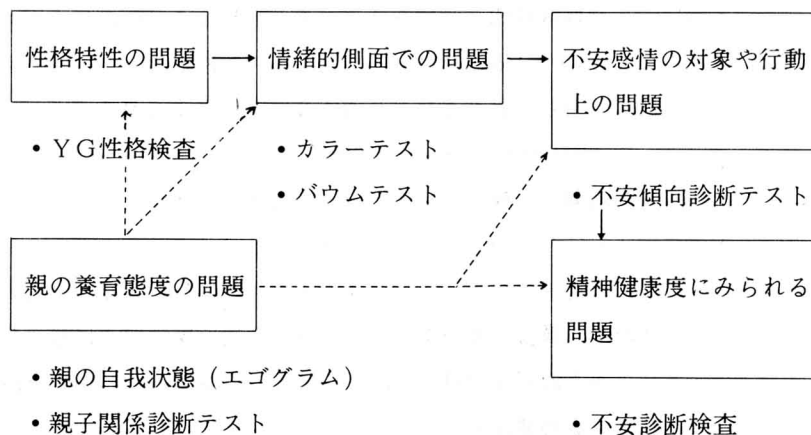 性格特性の問題
情緒的側面での問題
不安感情の対象や行動
上の問題
• ＹＧ性格検査
• カラーテスト
• バウムテスト
• 不安傾向診断テスト
親の養育態度の問題
精神健康度にみられる
問題
• 親の自我状態（エゴグラム）
• 親子関係診断テスト
• 不安診断検査